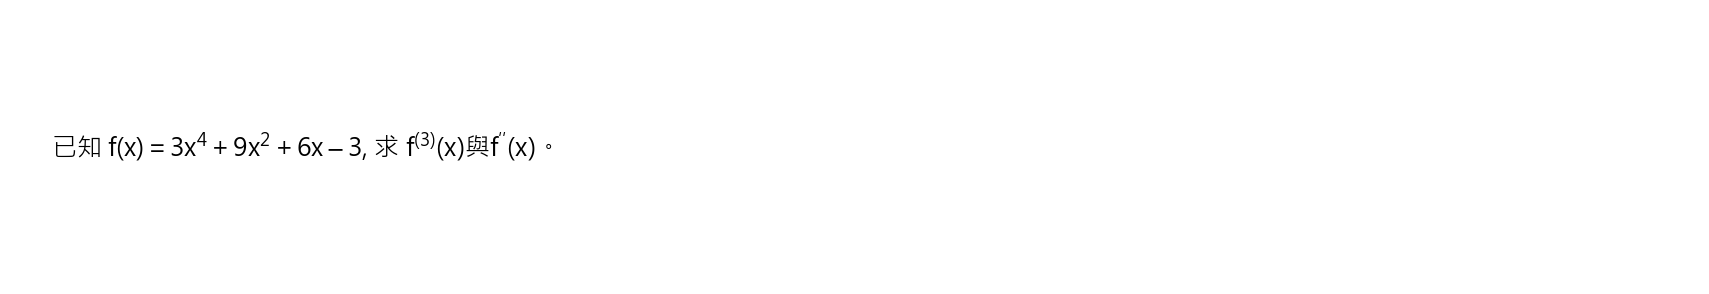 已知 f(x) = 3x⁴ + 9x² + 6x – 3, 求 f⁽³⁾(x)與f′′(x)。